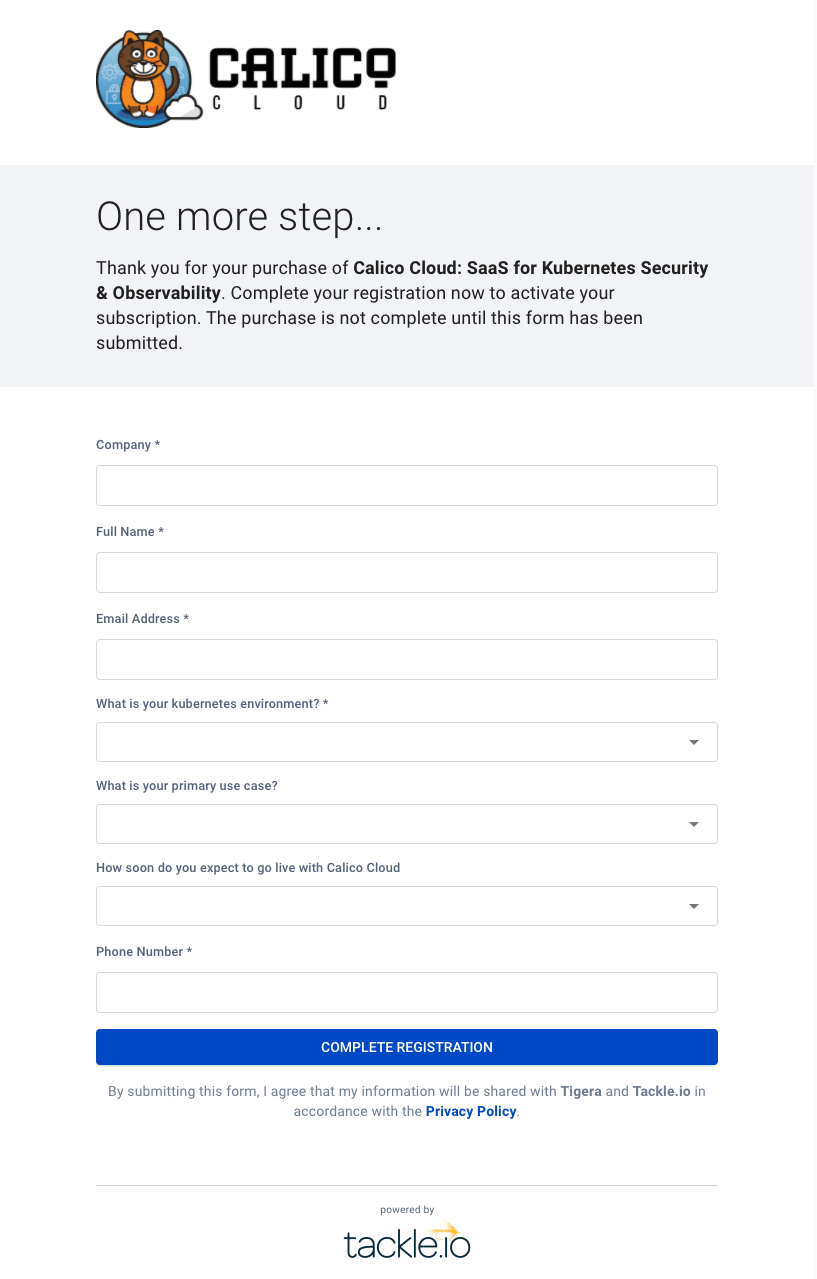 CALICO
CLOUD
One more step...
Thank you for your purchase of Calico Cloud: SaaS for Kubernetes Security
& Observability. Complete your registration now to activate your
subscription. The purchase is not complete until this form has been
submitted.
Company *
Full Name *
Email Address *
What is your kubernetes environment? *
What is your primary use case?
How soon do you expect to go live with Calico Cloud
Phone Number *
COMPLETE REGISTRATION
By submitting this form, I agree that my information will be shared with Tigera and Tackle.io in
accordance with the Privacy Policy.
powered by
tackle.io